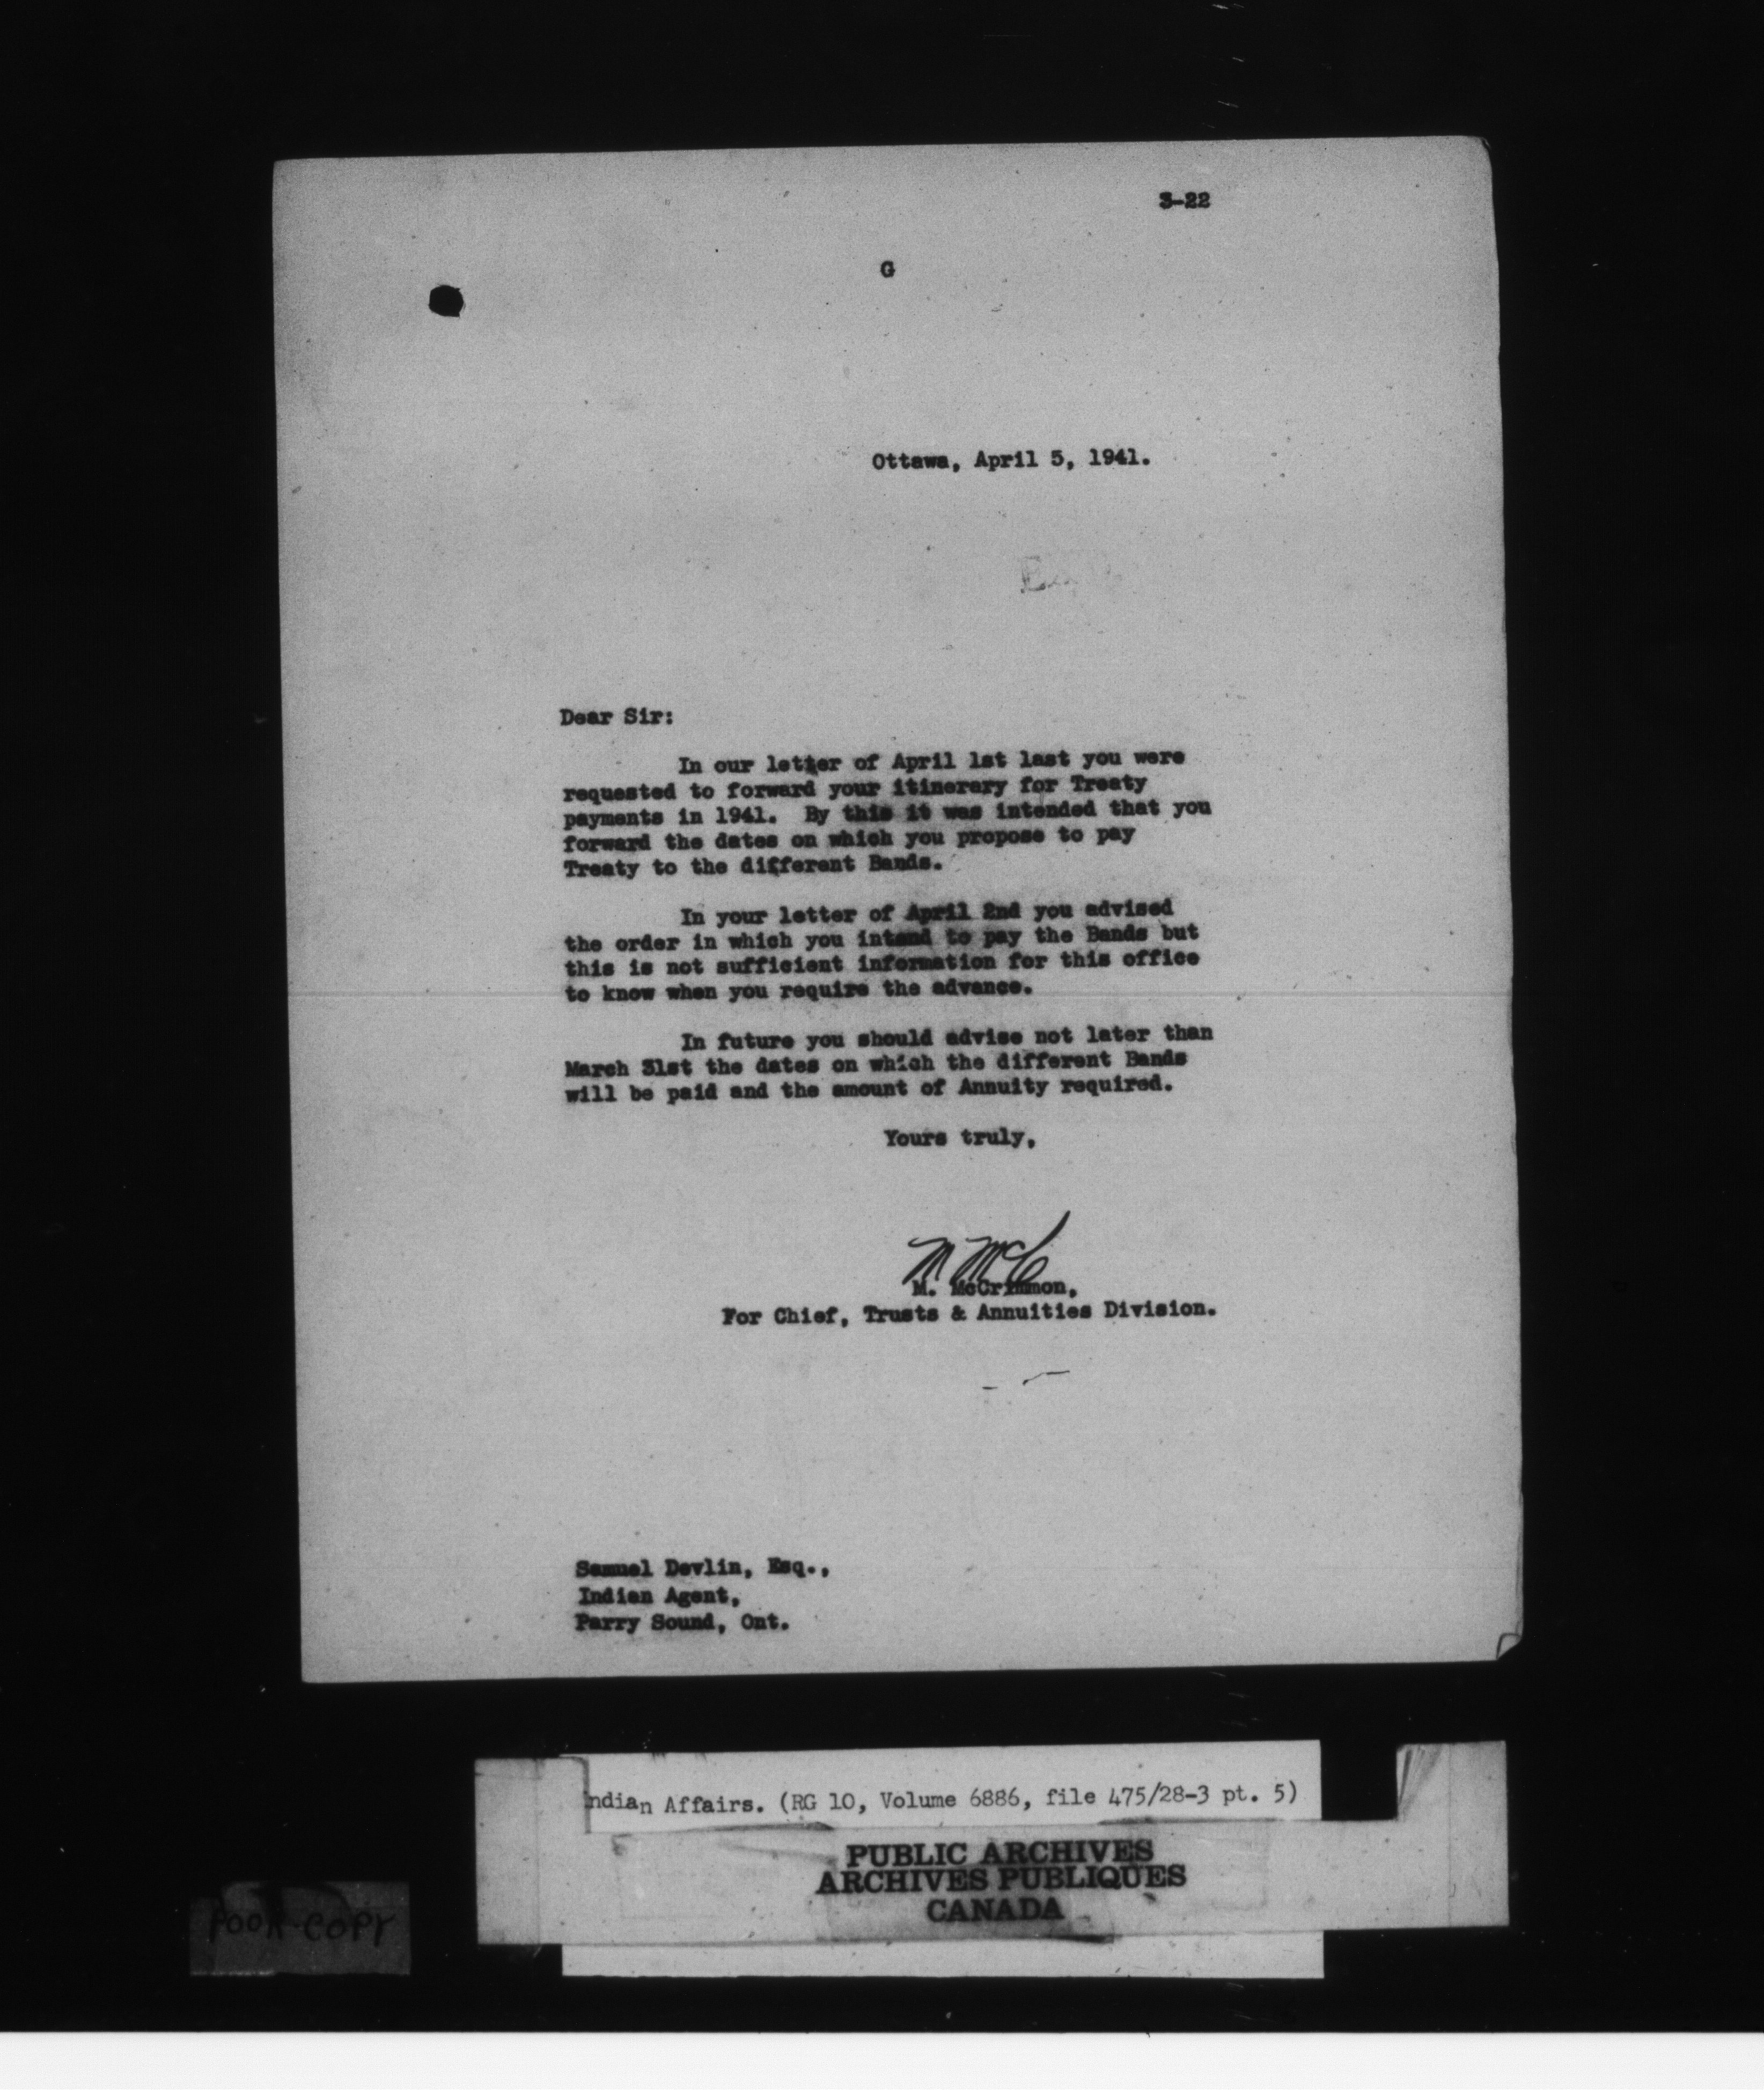 3-22
G
Ottawa, April 5, 1941.
Dear Sir:
In our letter of April 1st last you were
requested to forward your itinerary for Treaty
payments in 1941. By this it was intended that you
forward the dates on which you propose to pay
Treaty to the different Bands.
In your letter of April 2nd you advised
the order in which you intend to pay the Bands but
this is not sufficient information for this office
to know when you require the advance.
In future you should advise not later than
March 31st the dates on which the different Bands
will be paid and the amount of Annuity required.
Yours truly,
M McC
M. McCrimmon,
For Chief, Trusts & Annuities Division.
Samuel Devlin, Esq.,
Indian Agent,
Parry Sound, Ont.
ndian Affairs. (RG 10, Volume 6886, file 475/28-3 pt. 5)
PUBLIC ARCHIVES
ARCHIVES PUBLIQUES
CANADA
POOR COPY